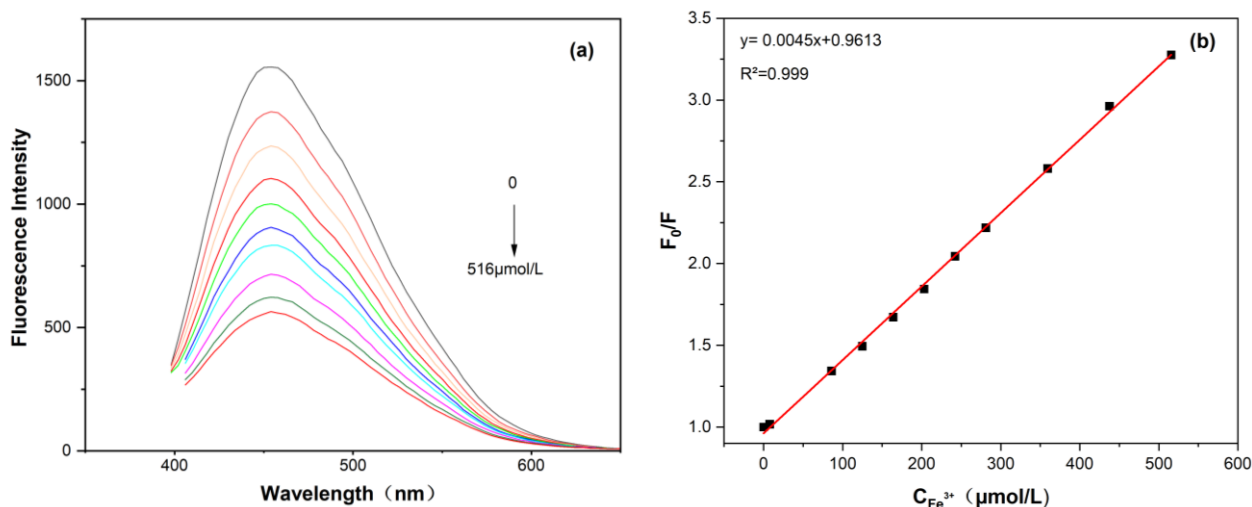 (a)
1500
1000
500
0
0
516μmol/L
400
500
600
Fluorescence Intensity
Wavelength（nm）
(b)
y= 0.0045x+0.9613
R²=0.999
3.5
3.0
2.5
2.0
1.5
1.0
0
100
200
300
400
500
600
F₀/F
C_Fe³⁺（μmol/L）